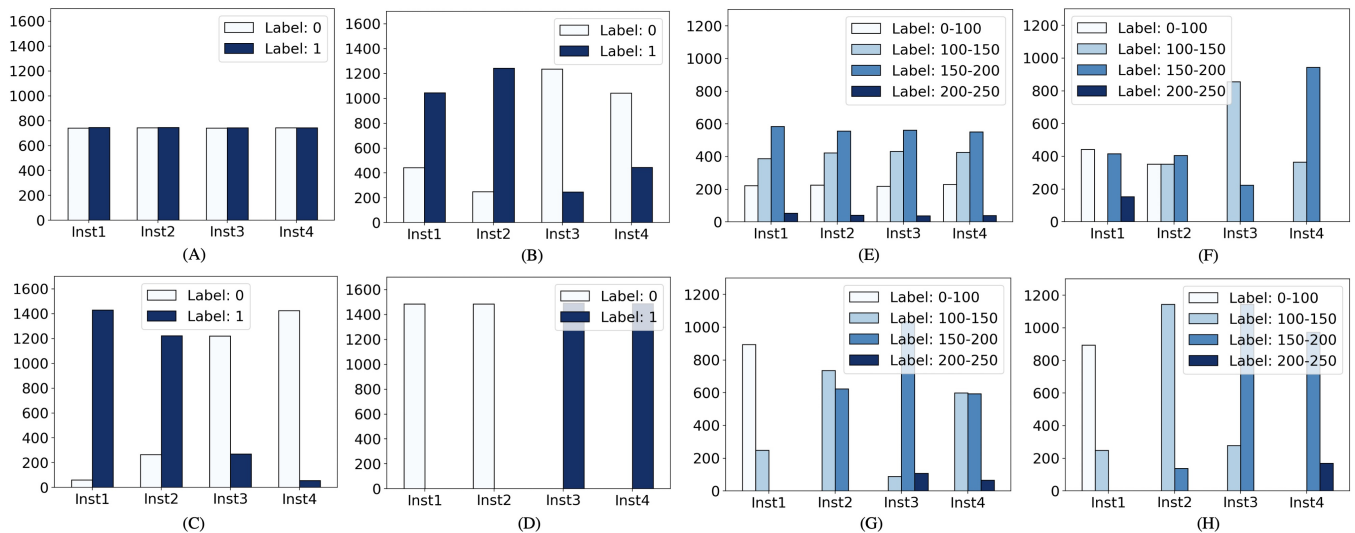 1600
1400
1200
1000
800
600
400
200
0
Label: 0
Label: 1
Inst1 Inst2 Inst3 Inst4
(A)
1600
1400
1200
1000
800
600
400
200
0
Label: 0
Label: 1
Inst1 Inst2 Inst3 Inst4
(B)
1200
1000
800
600
400
200
0
Label: 0-100
Label: 100-150
Label: 150-200
Label: 200-250
Inst1 Inst2 Inst3 Inst4
(E)
1200
1000
800
600
400
200
0
Label: 0-100
Label: 100-150
Label: 150-200
Label: 200-250
Inst1 Inst2 Inst3 Inst4
(F)
1600
1400
1200
1000
800
600
400
200
0
Label: 0
Label: 1
Inst1 Inst2 Inst3 Inst4
(C)
1600
1400
1200
1000
800
600
400
200
0
Label: 0
Label: 1
Inst1 Inst2 Inst3 Inst4
(D)
1200
1000
800
600
400
200
0
Label: 0-100
Label: 100-150
Label: 150-200
Label: 200-250
Inst1 Inst2 Inst3 Inst4
(G)
1200
1000
800
600
400
200
0
Label: 0-100
Label: 100-150
Label: 150-200
Label: 200-250
Inst1 Inst2 Inst3 Inst4
(H)